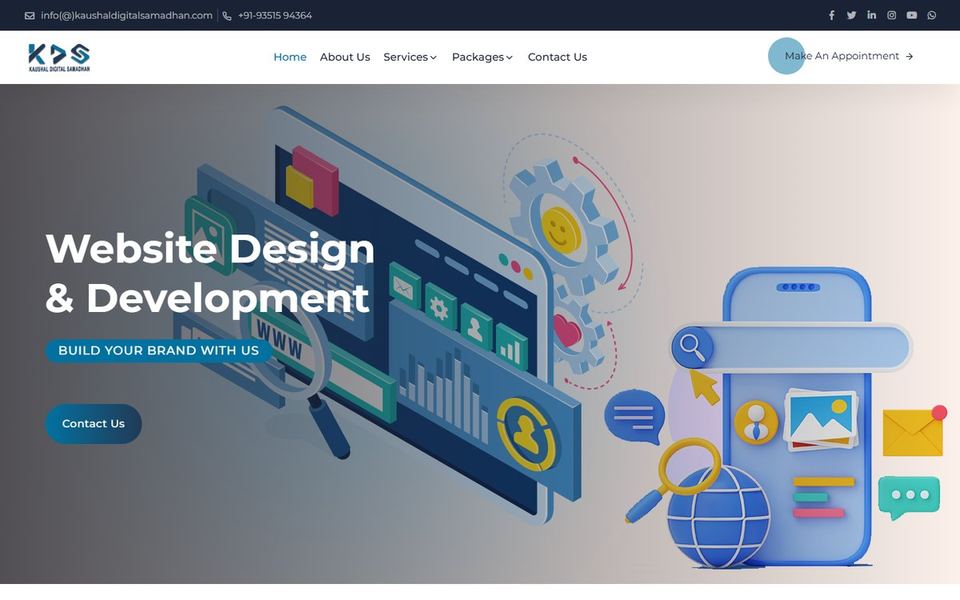 info(@)kaushaldigitalsamadhan.com
+91-93515 94364
KDS
KAUSHAL DIGITAL SAMADHAN
Home
About Us
Services
Packages
Contact Us
Make An Appointment
Website Design
& Development
BUILD YOUR BRAND WITH US
Contact Us
WWW